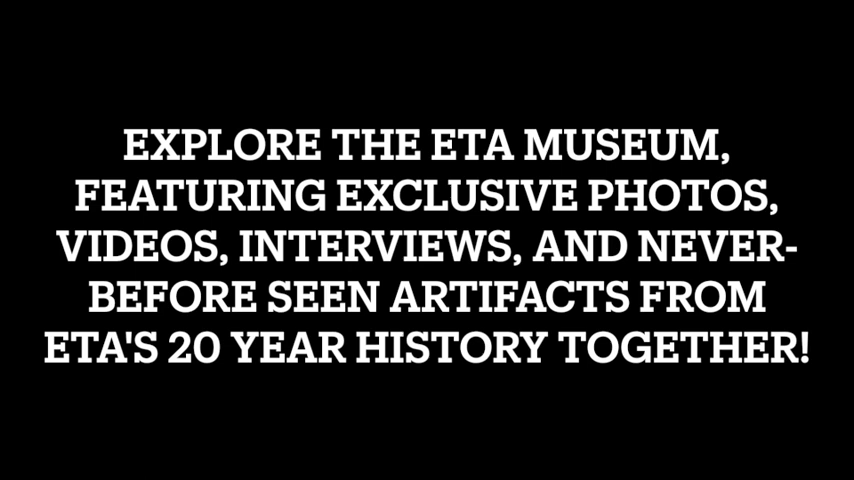 EXPLORE THE ETA MUSEUM,
FEATURING EXCLUSIVE PHOTOS,
VIDEOS, INTERVIEWS, AND NEVER-
BEFORE SEEN ARTIFACTS FROM
ETA'S 20 YEAR HISTORY TOGETHER!